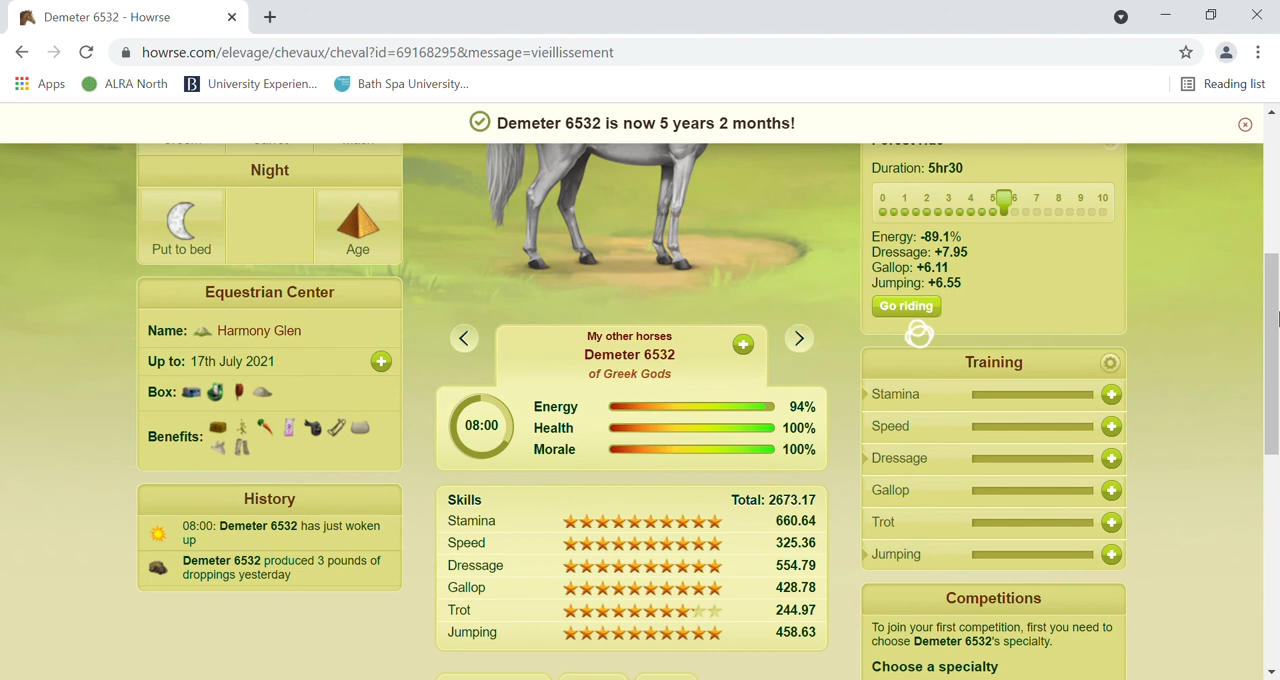 Demeter 6532 - Howrse
howrse.com/elevage/chevaux/cheval?id=69168295&message=vieillissement
Apps
ALRA North
B
University Experien...
Bath Spa University...
Reading list
Demeter 6532 is now 5 years 2 months!
Night
Put to bed
Age
Equestrian Center
Name: Harmony Glen
Up to: 17th July 2021
Box:
Benefits:
History
08:00: Demeter 6532 has just woken
up
Demeter 6532 produced 3 pounds of
droppings yesterday
My other horses
Demeter 6532
of Greek Gods
08:00
Energy 94%
Health 100%
Morale 100%
Skills Total: 2673.17
Stamina 660.64
Speed 325.36
Dressage 554.79
Gallop 428.78
Trot 244.97
Jumping 458.63
Duration: 5hr30
0 1 2 3 4 5 6 7 8 9 10
Energy: -89.1%
Dressage: +7.95
Gallop: +6.11
Jumping: +6.55
Go riding
Training
Stamina
Speed
Dressage
Gallop
Trot
Jumping
Competitions
To join your first competition, first you need to
choose Demeter 6532's specialty.
Choose a specialty